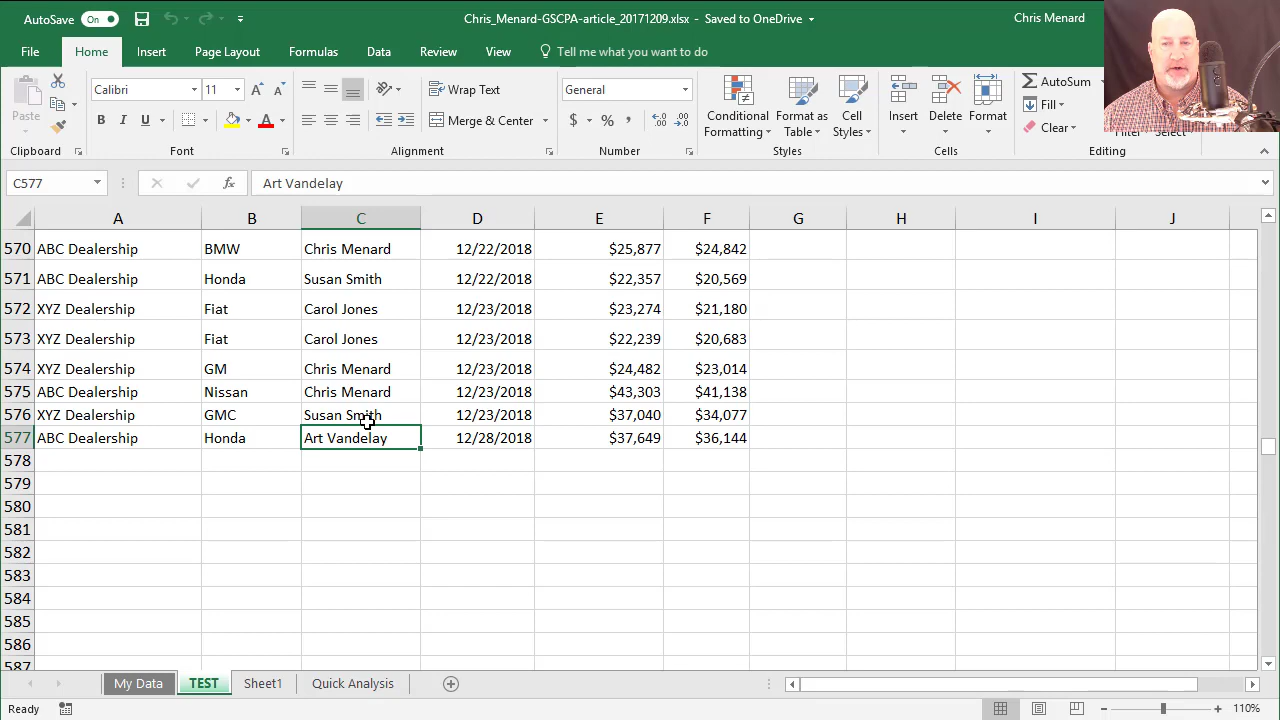 AutoSave On Chris_Menard-GSCPA-article_20171209.xlsx - Saved to OneDrive Chris Menard
File Home Insert Page Layout Formulas Data Review View Tell me what you want to do
Paste Calibri 11 Wrap Text General Conditional Formatting Format as Table Cell Styles Insert Delete Format AutoSum
B I U Merge & Center $ % , Fill
Clear Filter Select
Clipboard Font Alignment Number Styles Cells Editing
C577 fx Art Vandelay
A B C D E F G H I J
570 ABC Dealership BMW Chris Menard 12/22/2018 $25,877 $24,842
571 ABC Dealership Honda Susan Smith 12/22/2018 $22,357 $20,569
572 XYZ Dealership Fiat Carol Jones 12/23/2018 $23,274 $21,180
573 XYZ Dealership Fiat Carol Jones 12/23/2018 $22,239 $20,683
574 XYZ Dealership GM Chris Menard 12/23/2018 $24,482 $23,014
575 ABC Dealership Nissan Chris Menard 12/23/2018 $43,303 $41,138
576 XYZ Dealership GMC Susan Smith 12/23/2018 $37,040 $34,077
577 ABC Dealership Honda Art Vandelay 12/28/2018 $37,649 $36,144
578
579
580
581
582
583
584
585
586
587
My Data TEST Sheet1 Quick Analysis
Ready 110%